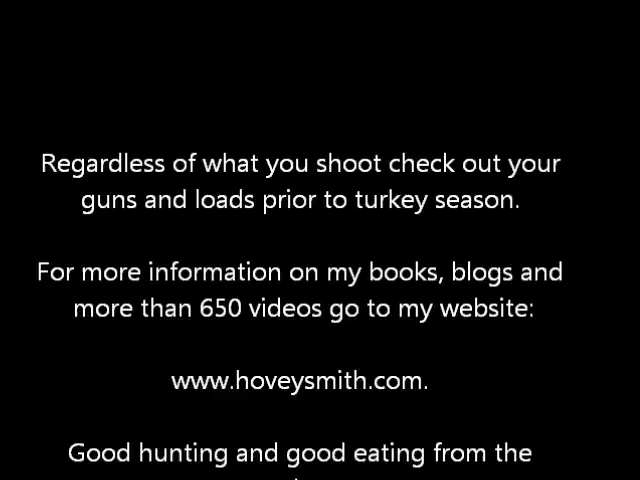 Regardless of what you shoot check out your
guns and loads prior to turkey season.
For more information on my books, blogs and
more than 650 videos go to my website:
www.hoveysmith.com.
Good hunting and good eating from the